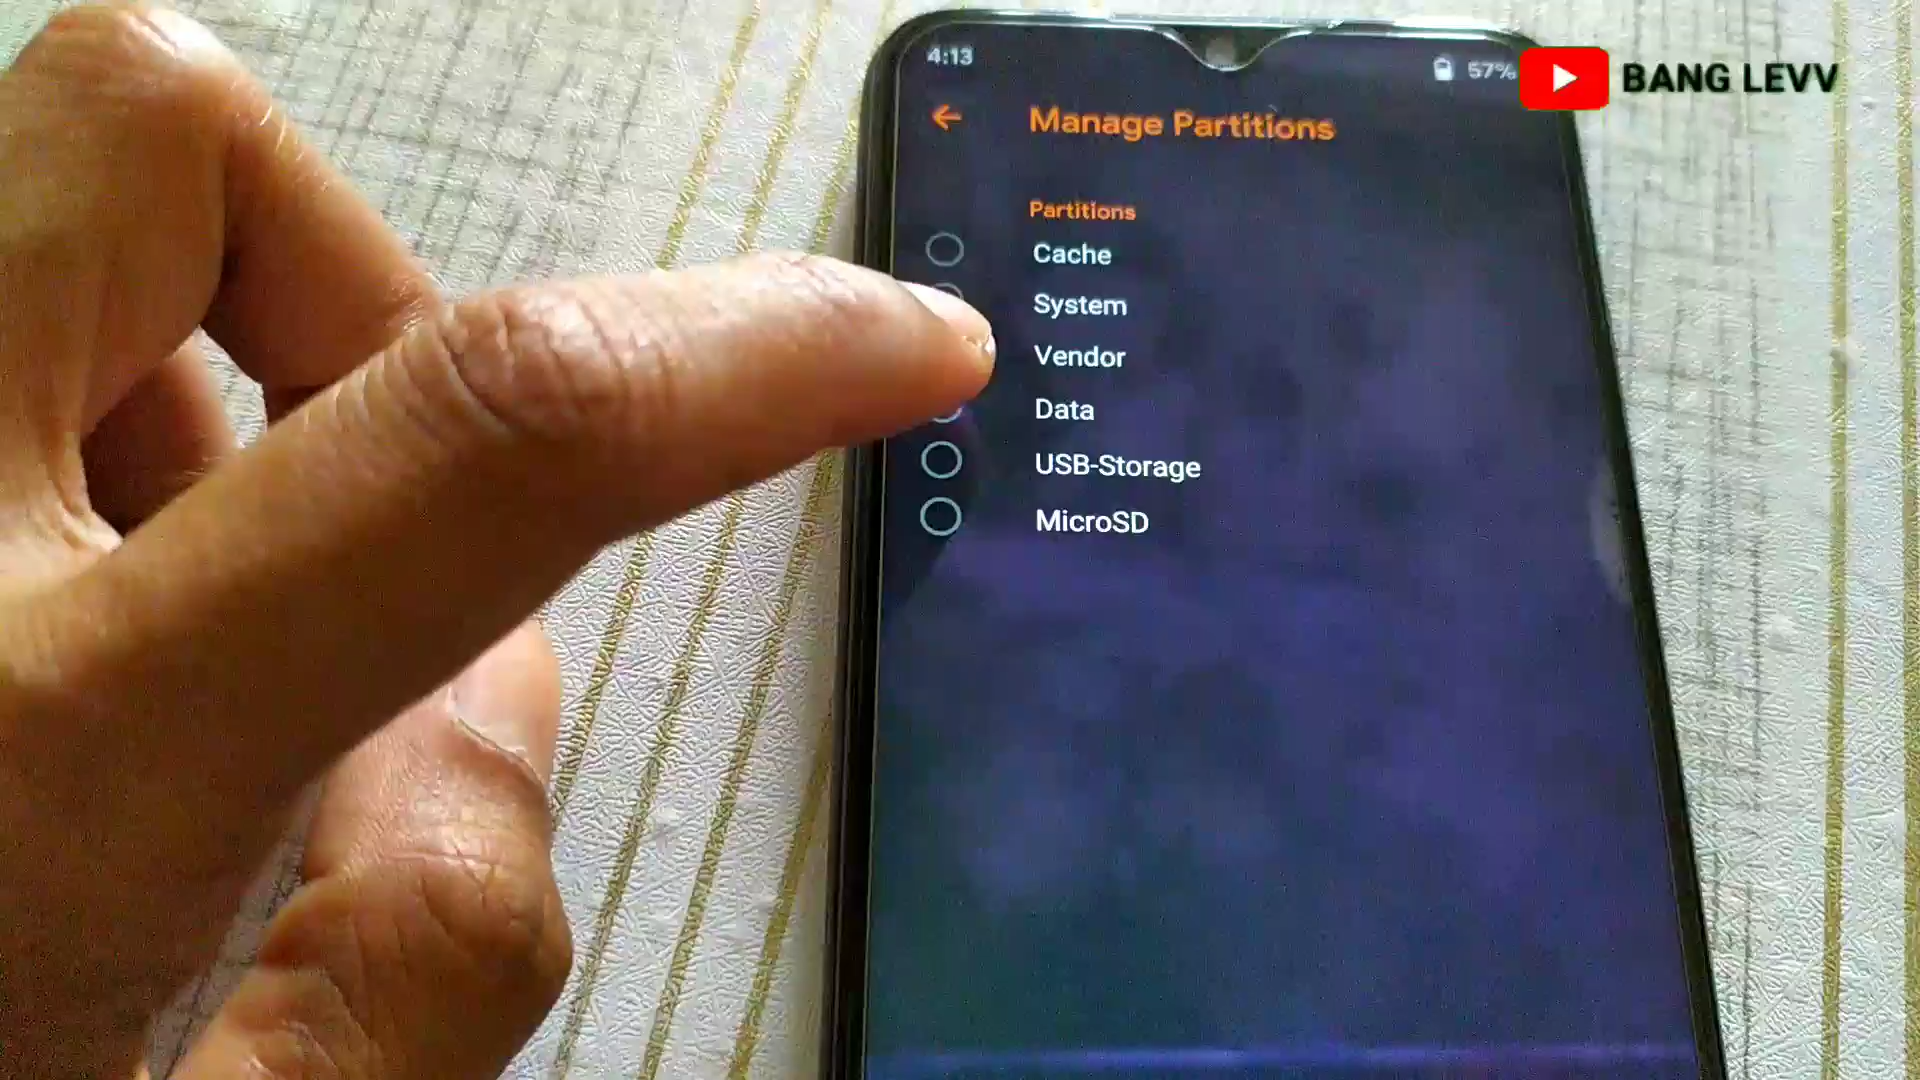 4:13
57%
BANG LEVV
Manage Partitions
Partitions
Cache
System
Vendor
Data
USB-Storage
MicroSD